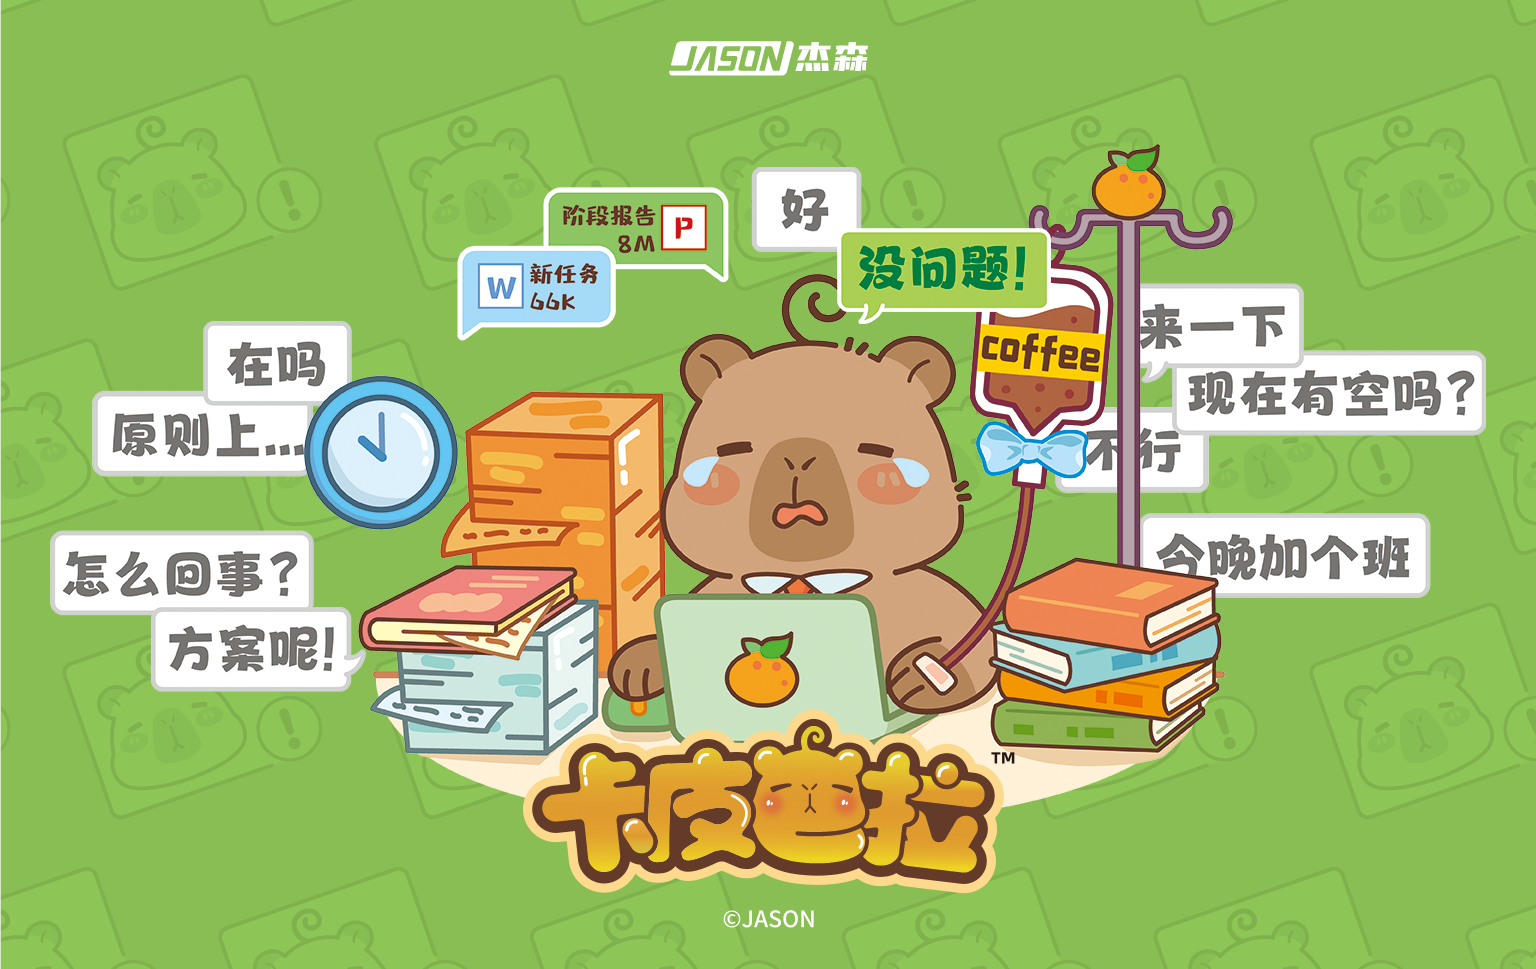 JASON 杰森
好
阶段报告
8M
P
没问题!
W
新任务
66K
来一下
coffee
在吗
现在有空吗?
原则上...
不行
怎么回事?
今晚加个班
方案呢!
卡皮芭拉
TM
©JASON